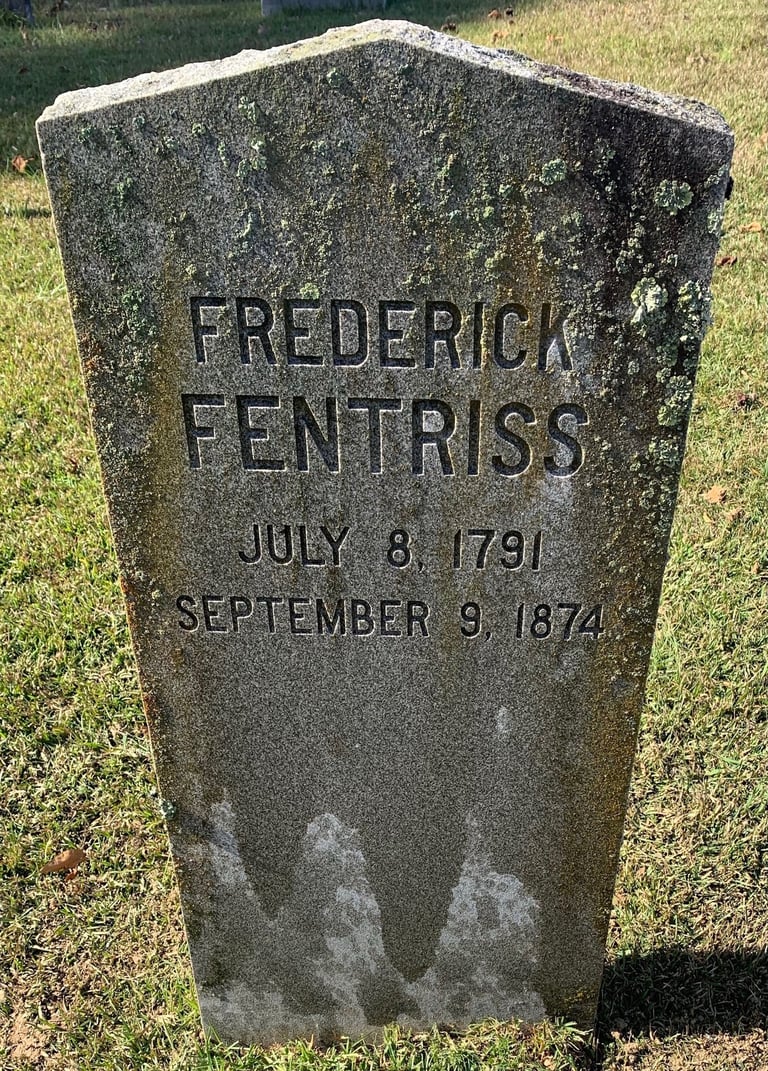 FREDERICK
FENTRISS
JULY 8, 1791
SEPTEMBER 9, 1874